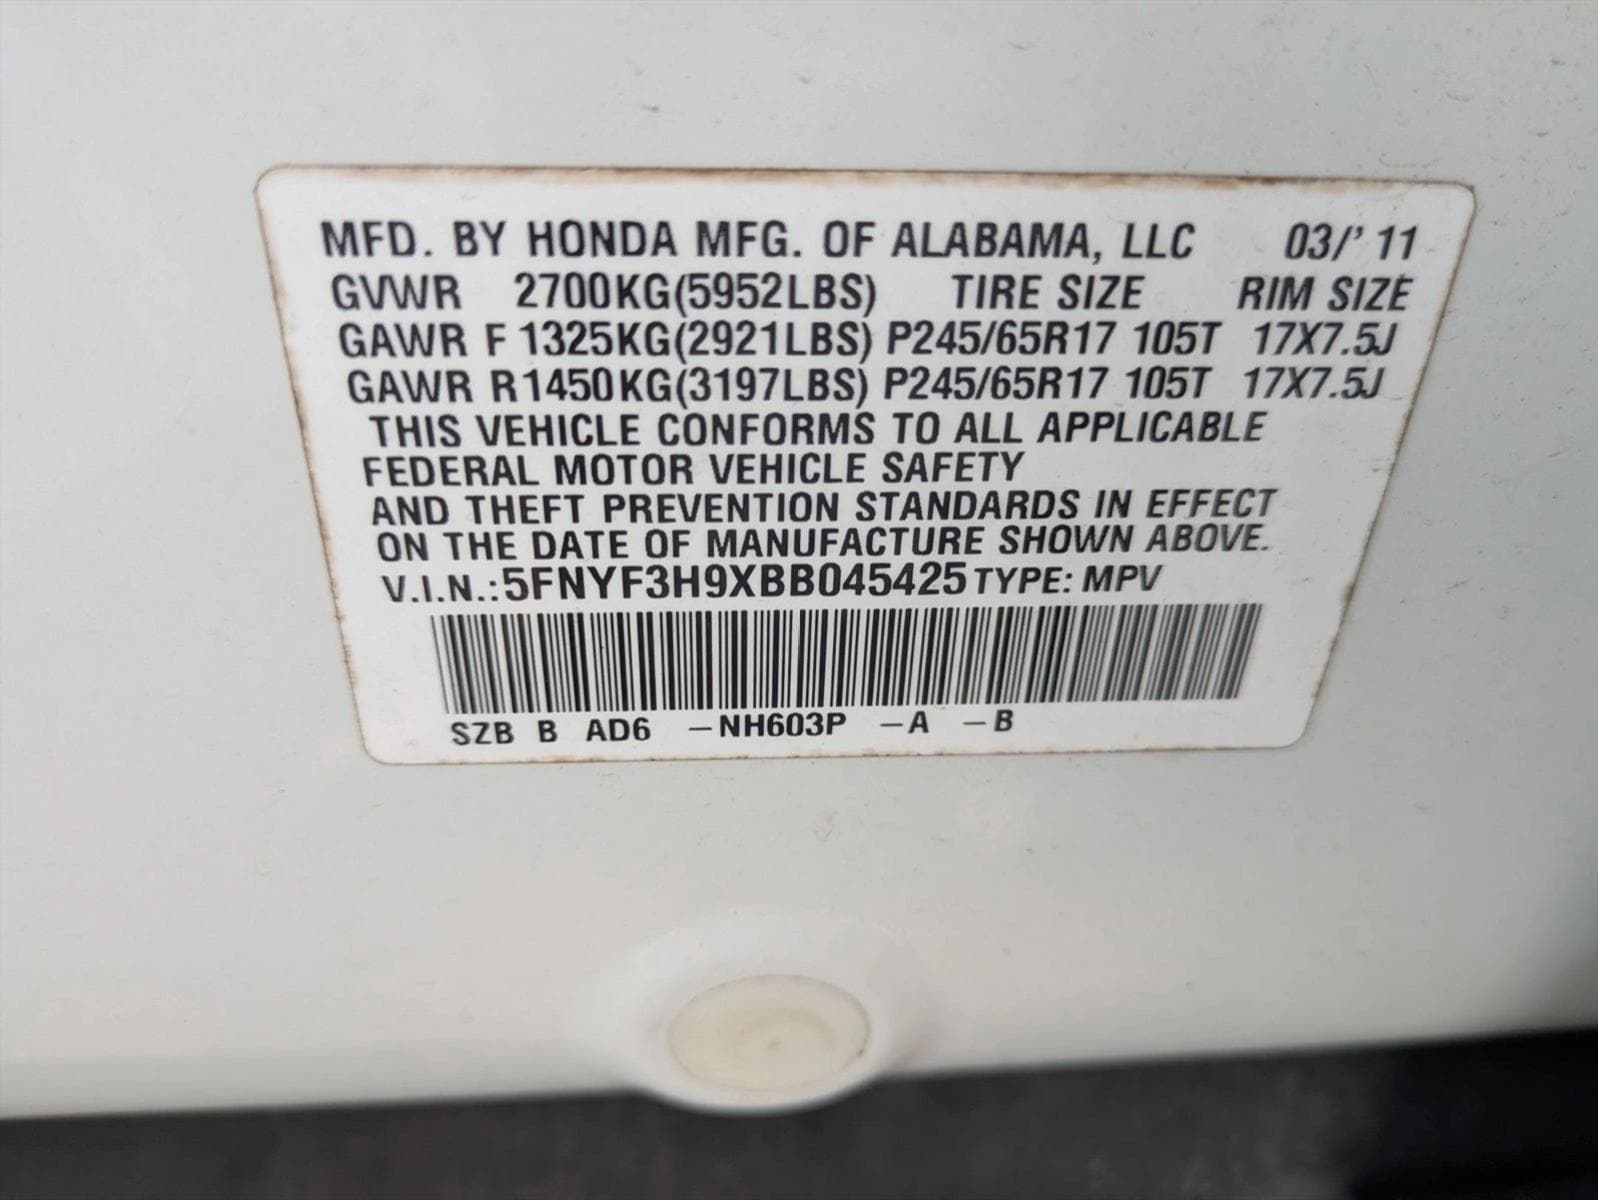 MFD. BY HONDA MFG. OF ALABAMA, LLC 03/' 11
GVWR 2700KG(5952LBS) TIRE SIZE RIM SIZE
GAWR F 1325KG(2921LBS) P245/65R17 105T 17X7.5J
GAWR R1450KG(3197LBS) P245/65R17 105T 17X7.5J
THIS VEHICLE CONFORMS TO ALL APPLICABLE
FEDERAL MOTOR VEHICLE SAFETY
AND THEFT PREVENTION STANDARDS IN EFFECT
ON THE DATE OF MANUFACTURE SHOWN ABOVE.
V.I.N.:5FNYF3H9XBB045425 TYPE: MPV
SZB B AD6 –NH603P –A –B